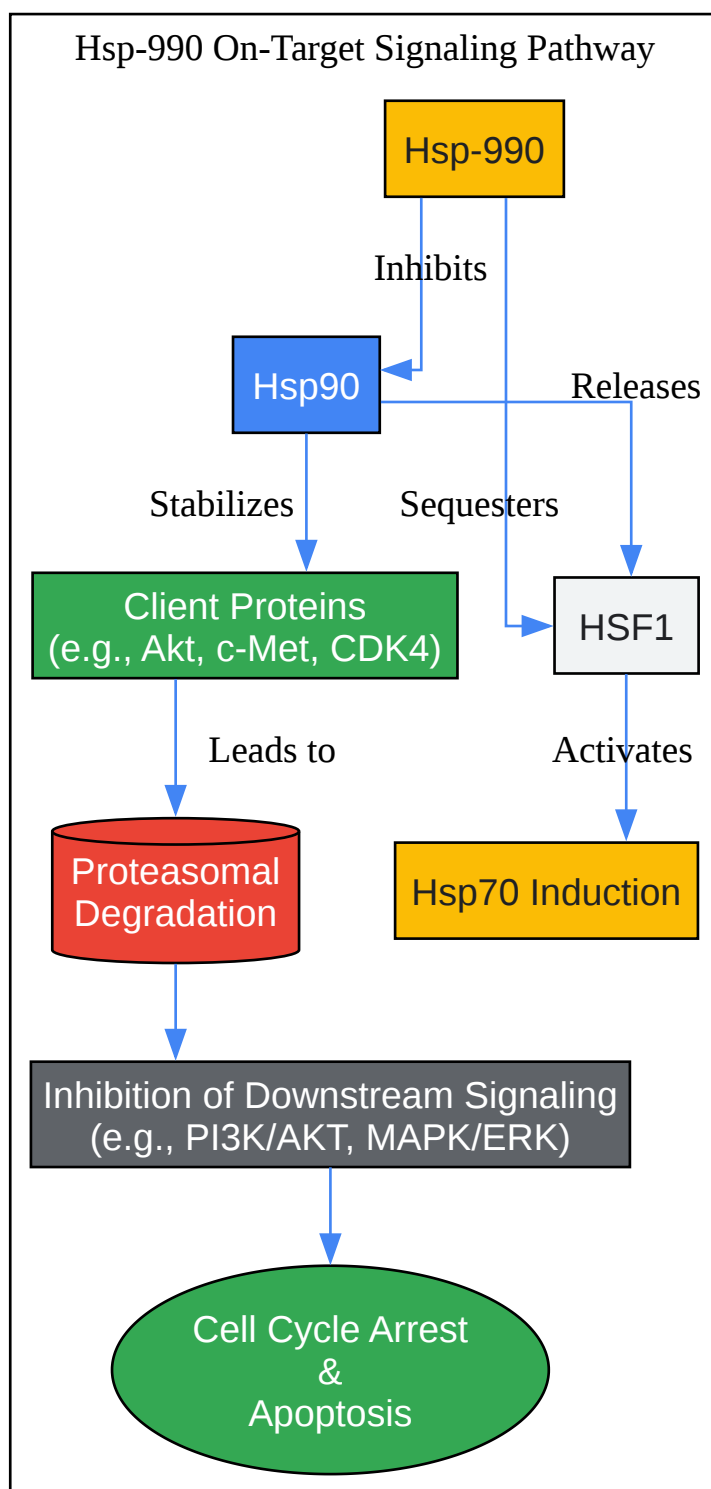 Hsp-990 On-Target Signaling Pathway
Hsp-990
Inhibits
Hsp90
Releases
Stabilizes
Sequesters
Client Proteins
(e.g., Akt, c-Met, CDK4)
HSF1
Leads to
Activates
Proteasomal
Degradation
Hsp70 Induction
Inhibition of Downstream Signaling
(e.g., PI3K/AKT, MAPK/ERK)
Cell Cycle Arrest
&
Apoptosis